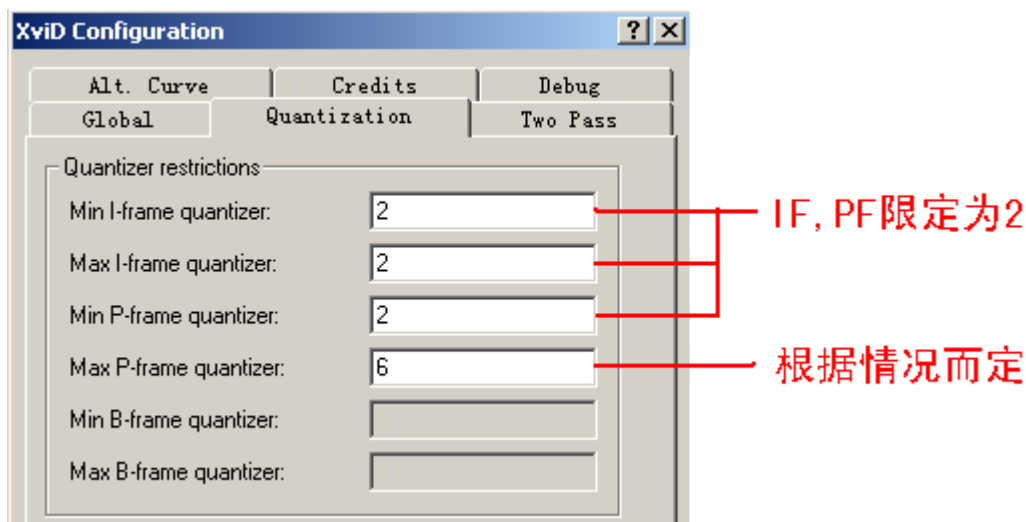 XviD Configuration
Alt. Curve Credits Debug
Global Quantization Two Pass
Quantizer restrictions
Min I-frame quantizer: 2
Max I-frame quantizer: 2
Min P-frame quantizer: 2
Max P-frame quantizer: 6
Min B-frame quantizer:
Max B-frame quantizer:
IF,PF限定为2
根据情况而定